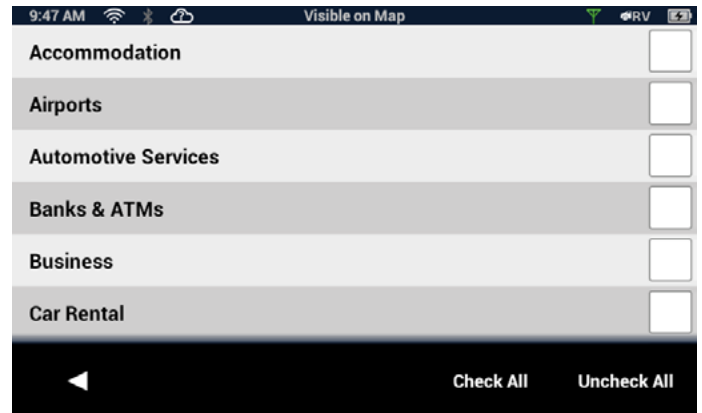 9:47 AM Visible on Map RV
Accommodation
Airports
Automotive Services
Banks & ATMs
Business
Car Rental
Check All Uncheck All